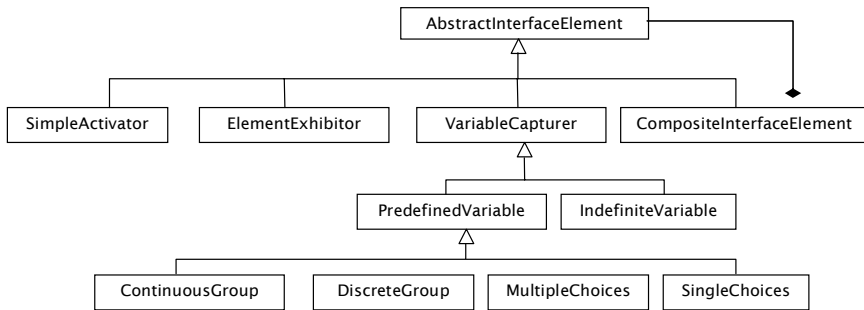 AbstractInterfaceElement
SimpleActivator
ElementExhibitor
VariableCapturer
CompositeInterfaceElement
PredefinedVariable
IndefiniteVariable
ContinuousGroup
DiscreteGroup
MultipleChoices
SingleChoices